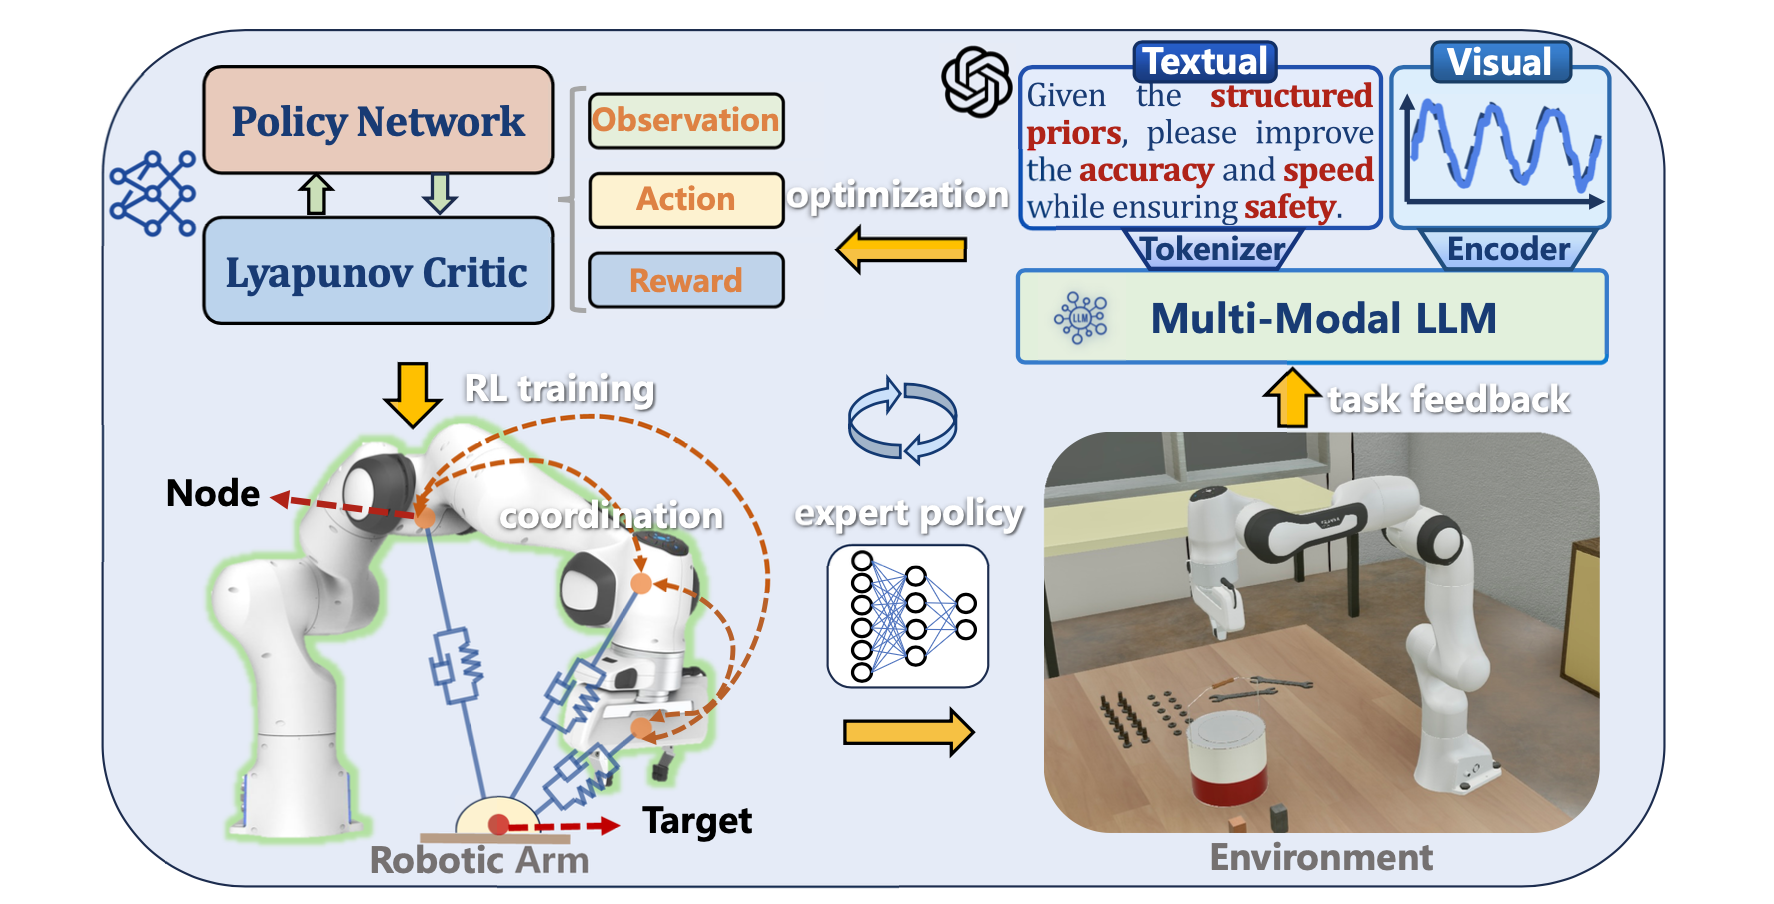 Policy Network
Lyapunov Critic
Observation
Action
Reward
optimization
Textual
Given the structured
priors, please improve
the accuracy and speed
while ensuring safety.
Tokenizer
Visual
Encoder
LLM
Multi-Modal LLM
RL training
task feedback
Node
coordination
expert policy
Target
Robotic Arm
Environment